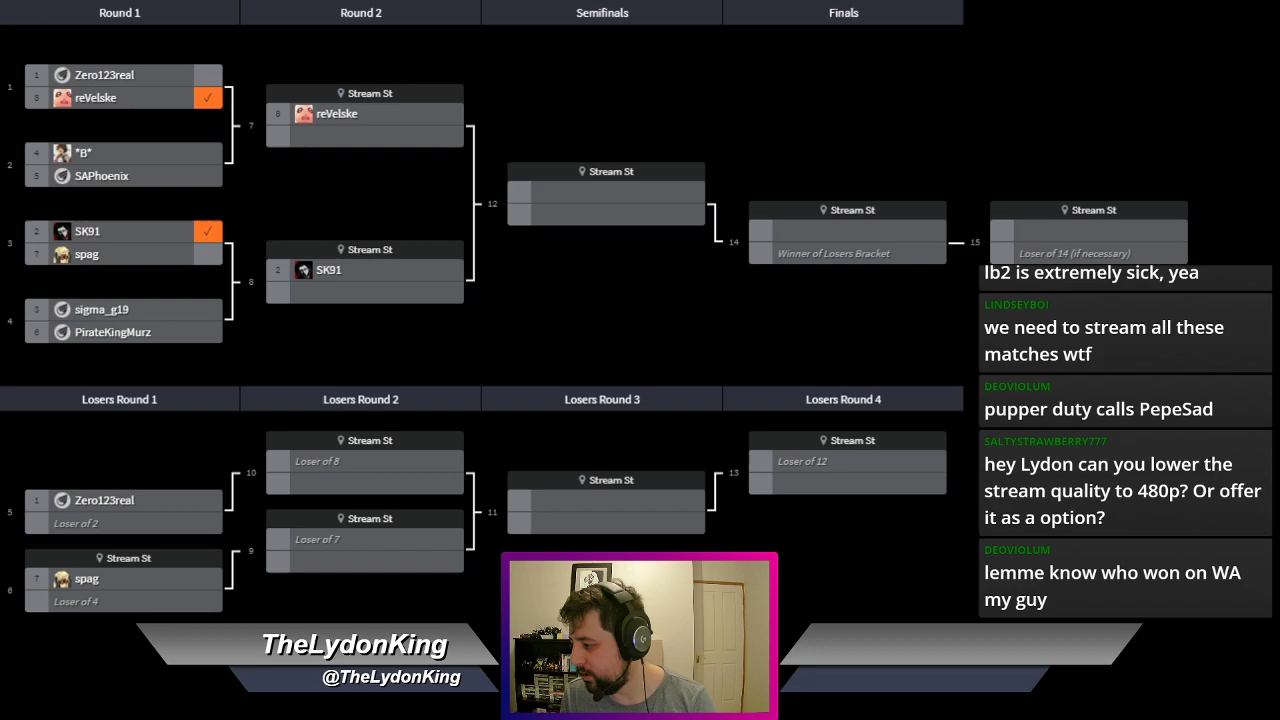 Round 1
Round 2
Semifinals
Finals
1
1 Zero123real
8 reVelske ✓
2
4 *B*
5 SAPhoenix
3
2 SK91 ✓
7 spag
4
3 sigma_g19
6 PirateKingMurz
7
Stream St
8 reVelske
8
Stream St
2 SK91
12
Stream St
14
Stream St
Winner of Losers Bracket
15
Stream St
Loser of 14 (if necessary)
Losers Round 1
Losers Round 2
Losers Round 3
Losers Round 4
5
1 Zero123real
Loser of 2
6
Stream St
7 spag
Loser of 4
10
Stream St
Loser of 8
9
Stream St
Loser of 7
11
Stream St
13
Stream St
Loser of 12
lb2 is extremely sick, yea
LINDSEYBOI
we need to stream all these
matches wtf
DEOVIOLUM
pupper duty calls PepeSad
SALTYSTRAWBERRY777
hey Lydon can you lower the
stream quality to 480p? Or offer
it as a option?
DEOVIOLUM
lemme know who won on WA
my guy
TheLydonKing
@TheLydonKing